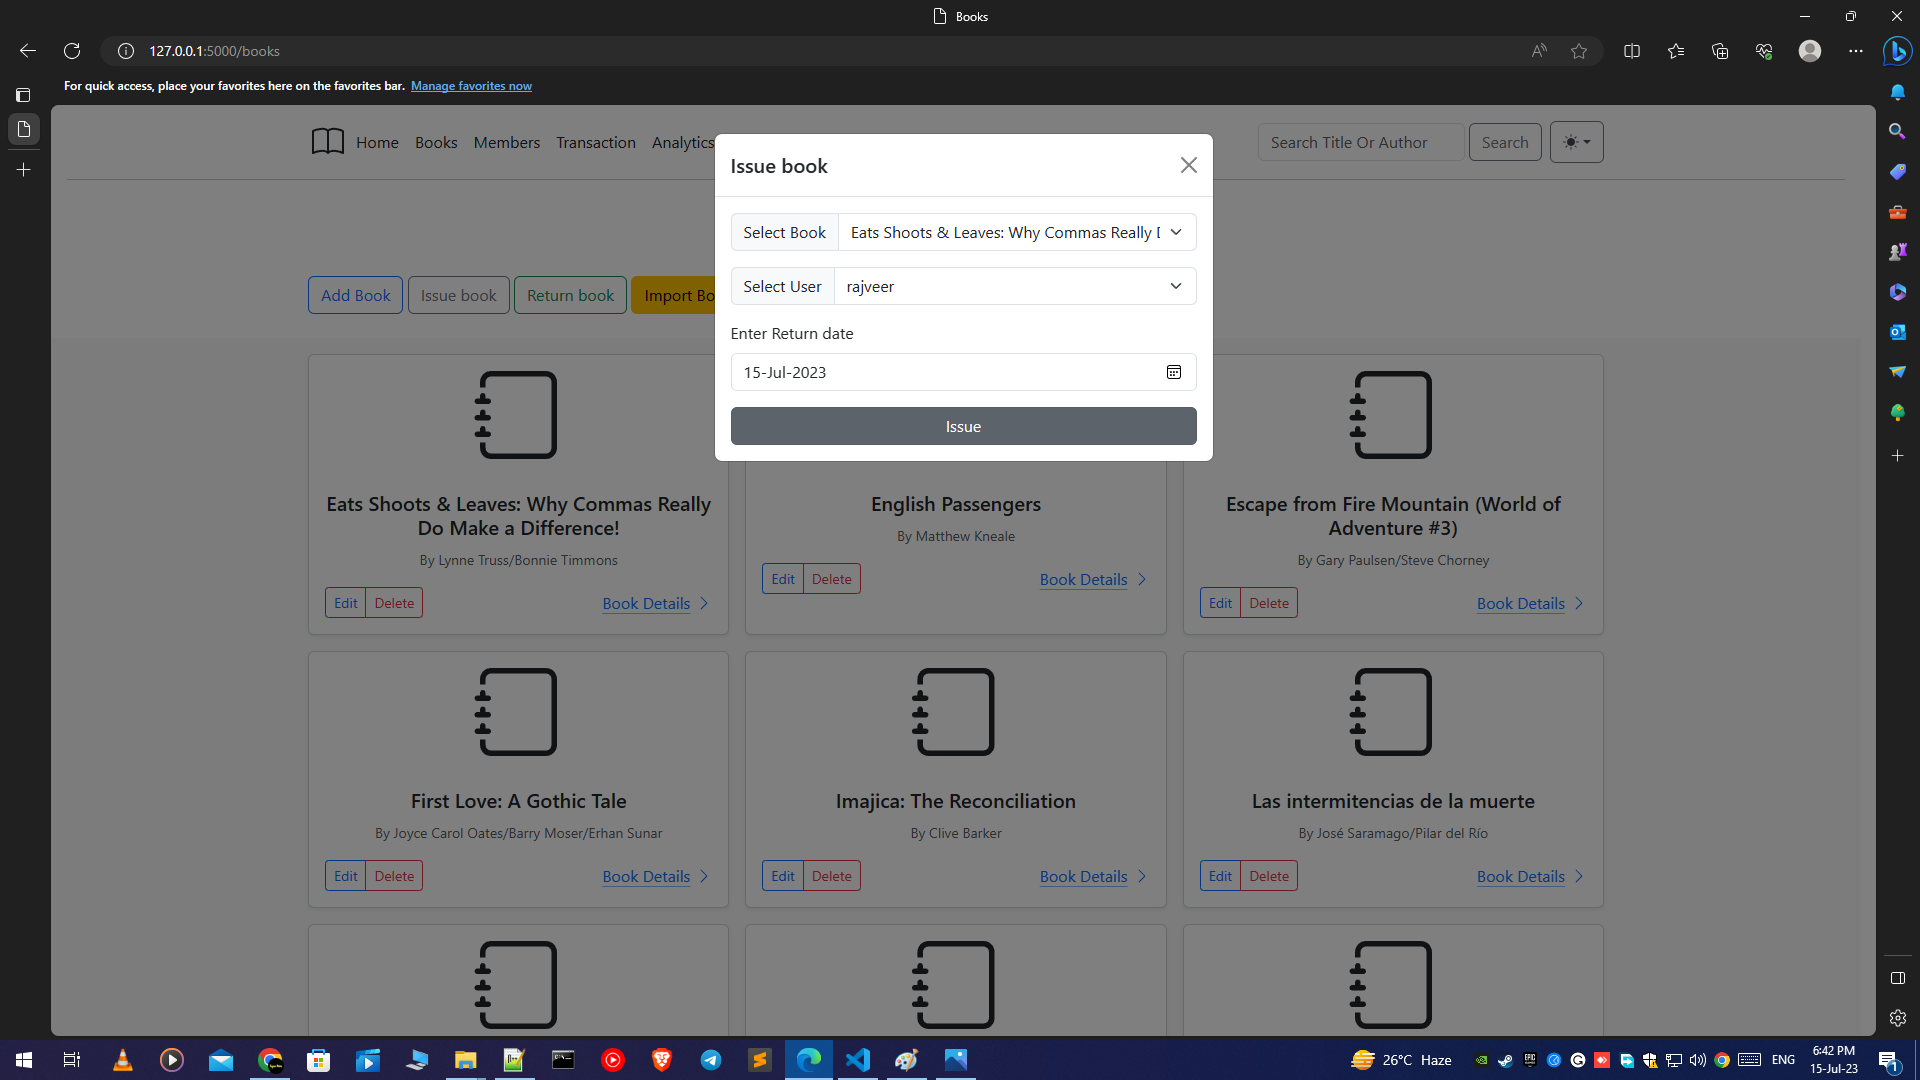 Books
127.0.0.1:5000/books
For quick access, place your favorites here on the favorites bar. Manage favorites now
Home Books Members Transaction Analytics
Search Title Or Author Search
Issue book
Select Book Eats Shoots & Leaves: Why Commas Really
Select User rajveer
Enter Return date
15-Jul-2023
Issue
Add Book Issue book Return book Import Bo
Eats Shoots & Leaves: Why Commas Really
Do Make a Difference!
By Lynne Truss/Bonnie Timmons
Edit Delete Book Details
English Passengers
By Matthew Kneale
Edit Delete Book Details
Escape from Fire Mountain (World of
Adventure #3)
By Gary Paulsen/Steve Chorney
Edit Delete Book Details
First Love: A Gothic Tale
By Joyce Carol Oates/Barry Moser/Erhan Sunar
Edit Delete Book Details
Imajica: The Reconciliation
By Clive Barker
Edit Delete Book Details
Las intermitencias de la muerte
By José Saramago/Pilar del Río
Edit Delete Book Details
26°C Haze
ENG
6:42 PM
15-Jul-23
1